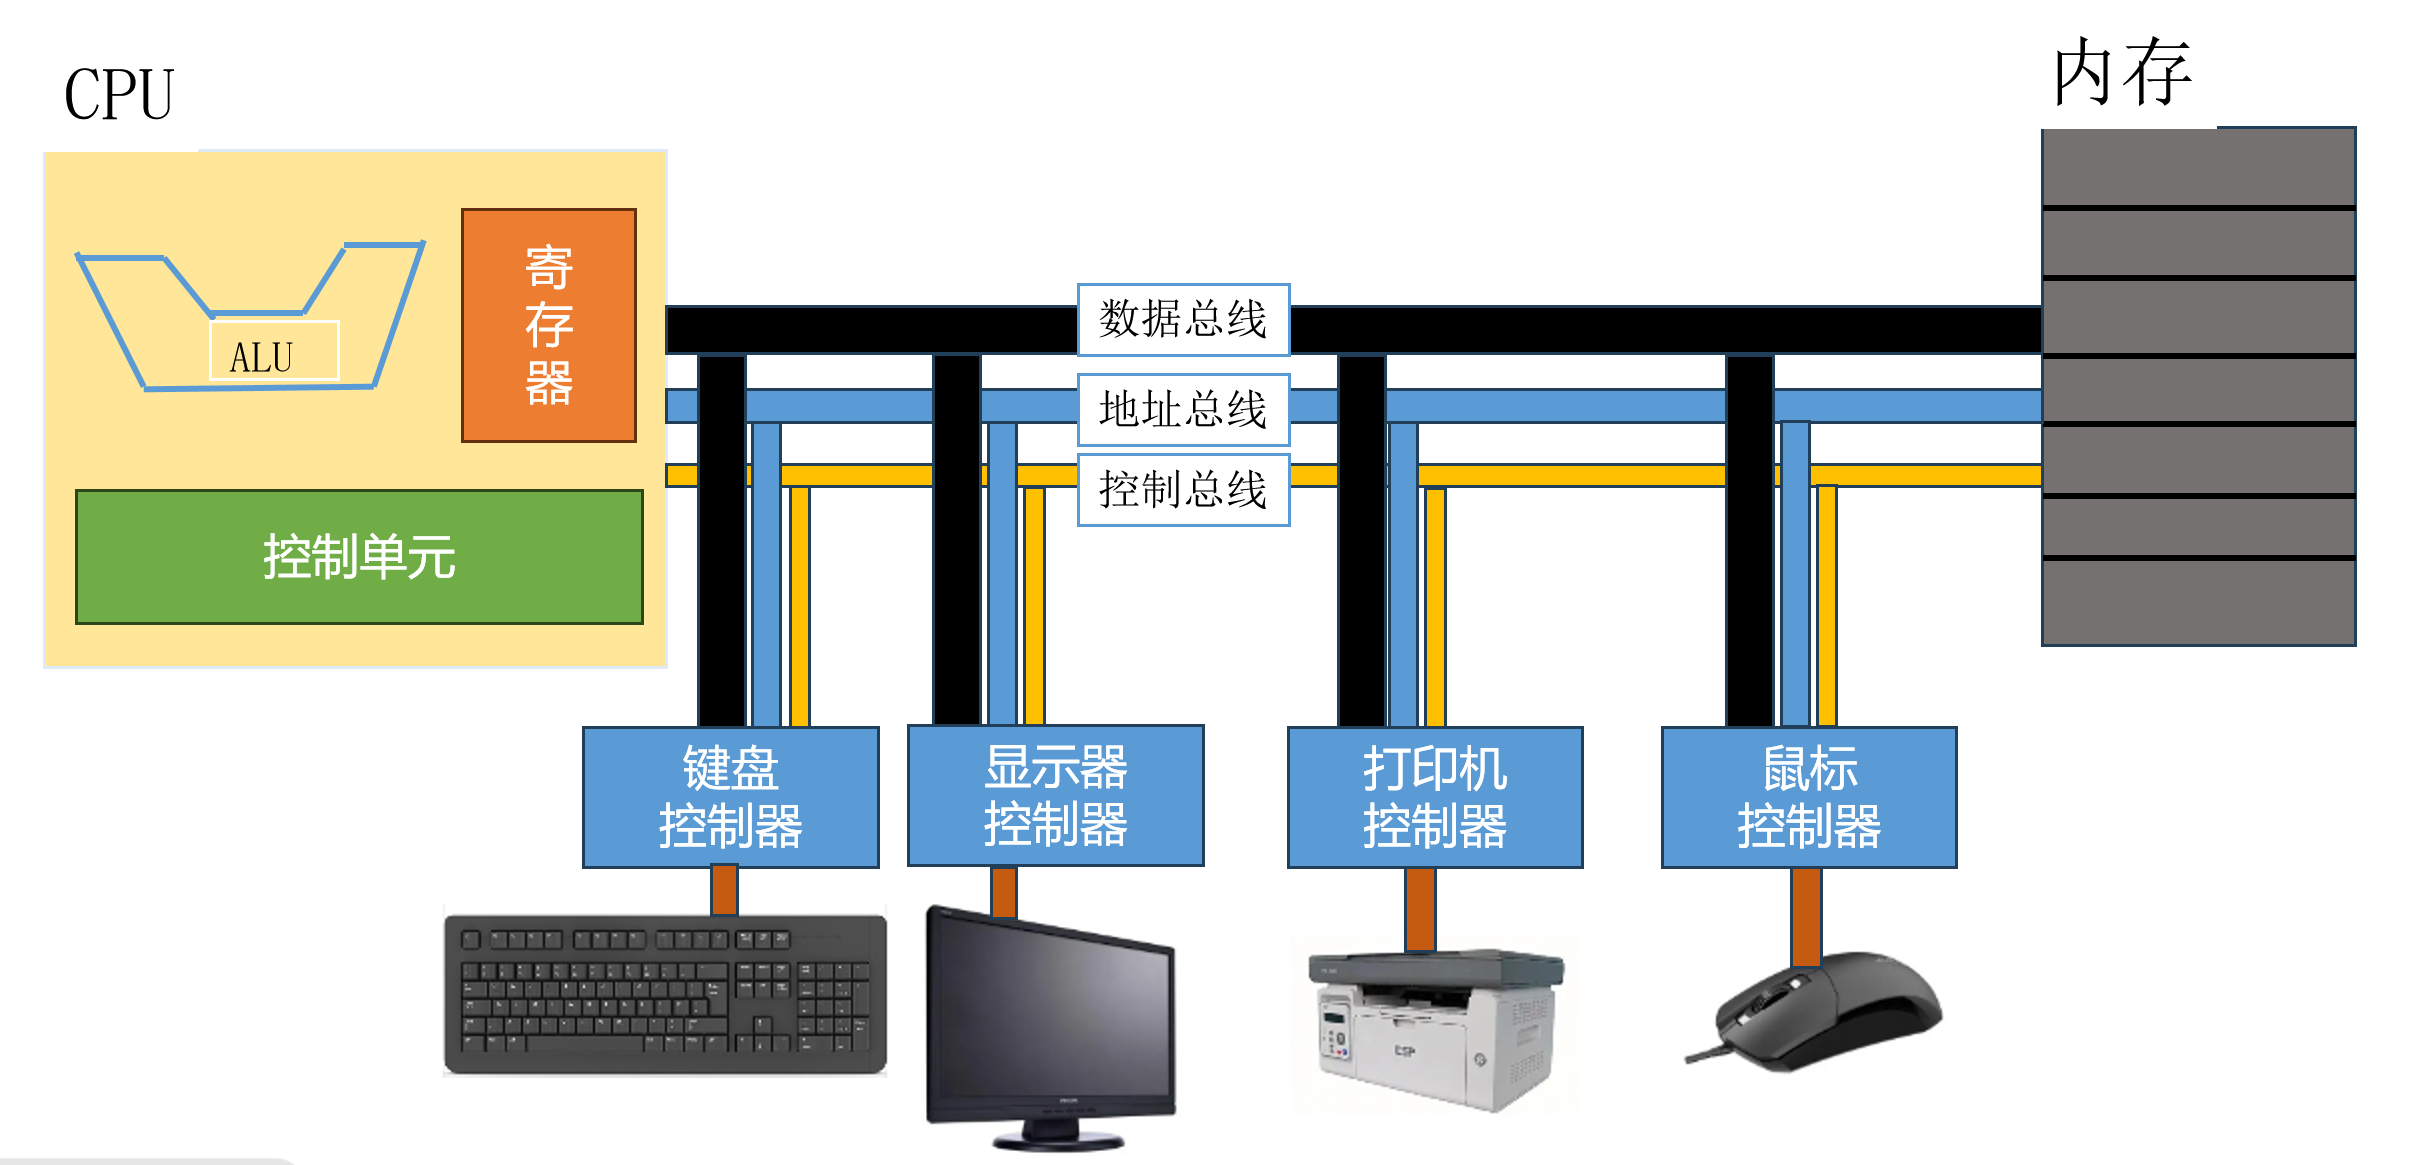 CPU
内存
寄
存
器
ALU
控制单元
数据总线
地址总线
控制总线
键盘
控制器
显示器
控制器
打印机
控制器
鼠标
控制器